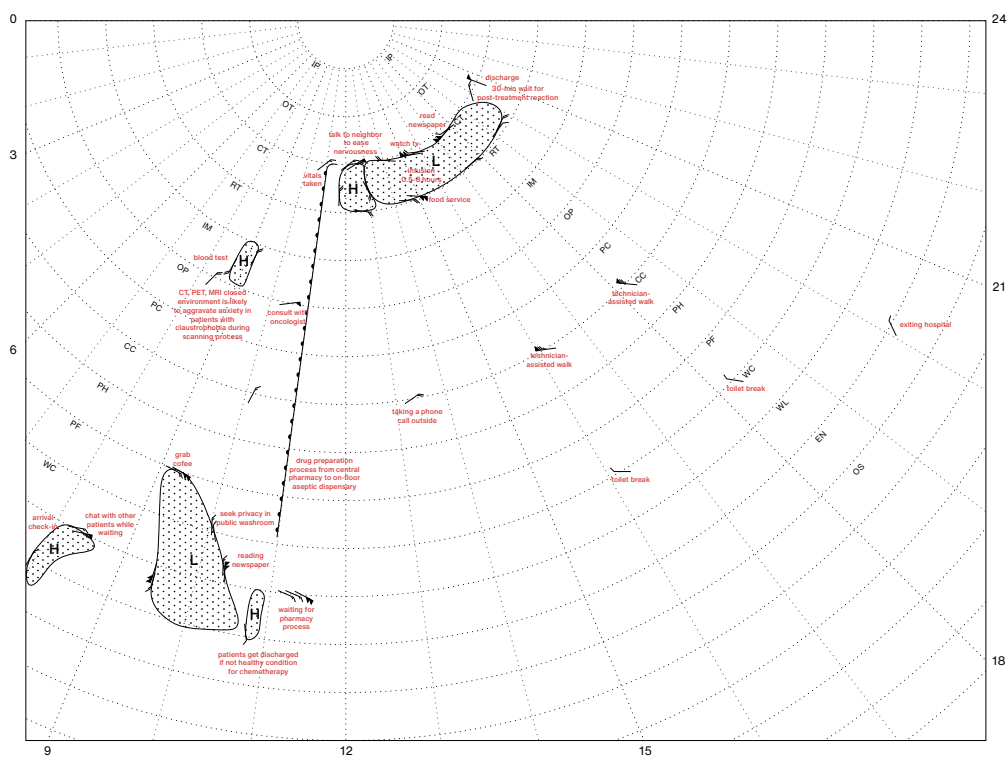 0
24
IP
IP
discharge
30-min wait for
post-treatment reaction
OT
OT
read
newspaper
CT
talk to neighbor
to ease
nervousness
watch tv
CT
RT
3
L
vitals
taken
infusion
0.5-8 hours
H
RT
IM
food service
IM
OP
PC
blood test
H
OP
CC
21
CT, PET, MRI closed
environment is likely
to aggravate anxiety in
patients with
claustrophobia during
scanning process
PC
technician-
assisted walk
PH
consult with
oncologist
exiting hospital
CC
PF
6
technician-
assisted walk
WC
toilet break
PH
WL
taking a phone
call outside
PF
EN
grab
cofee
WC
OS
drug preparation
process from central
pharmacy to on-floor
aseptic dispensary
toilet break
arrival
check-in
chat with other
patients while
waiting
seek privacy in
public washroom
H
L
reading
newspaper
H
waiting for
pharmacy
process
patients get discharged
if not healthy condition
for chemotherapy
18
9
12
15